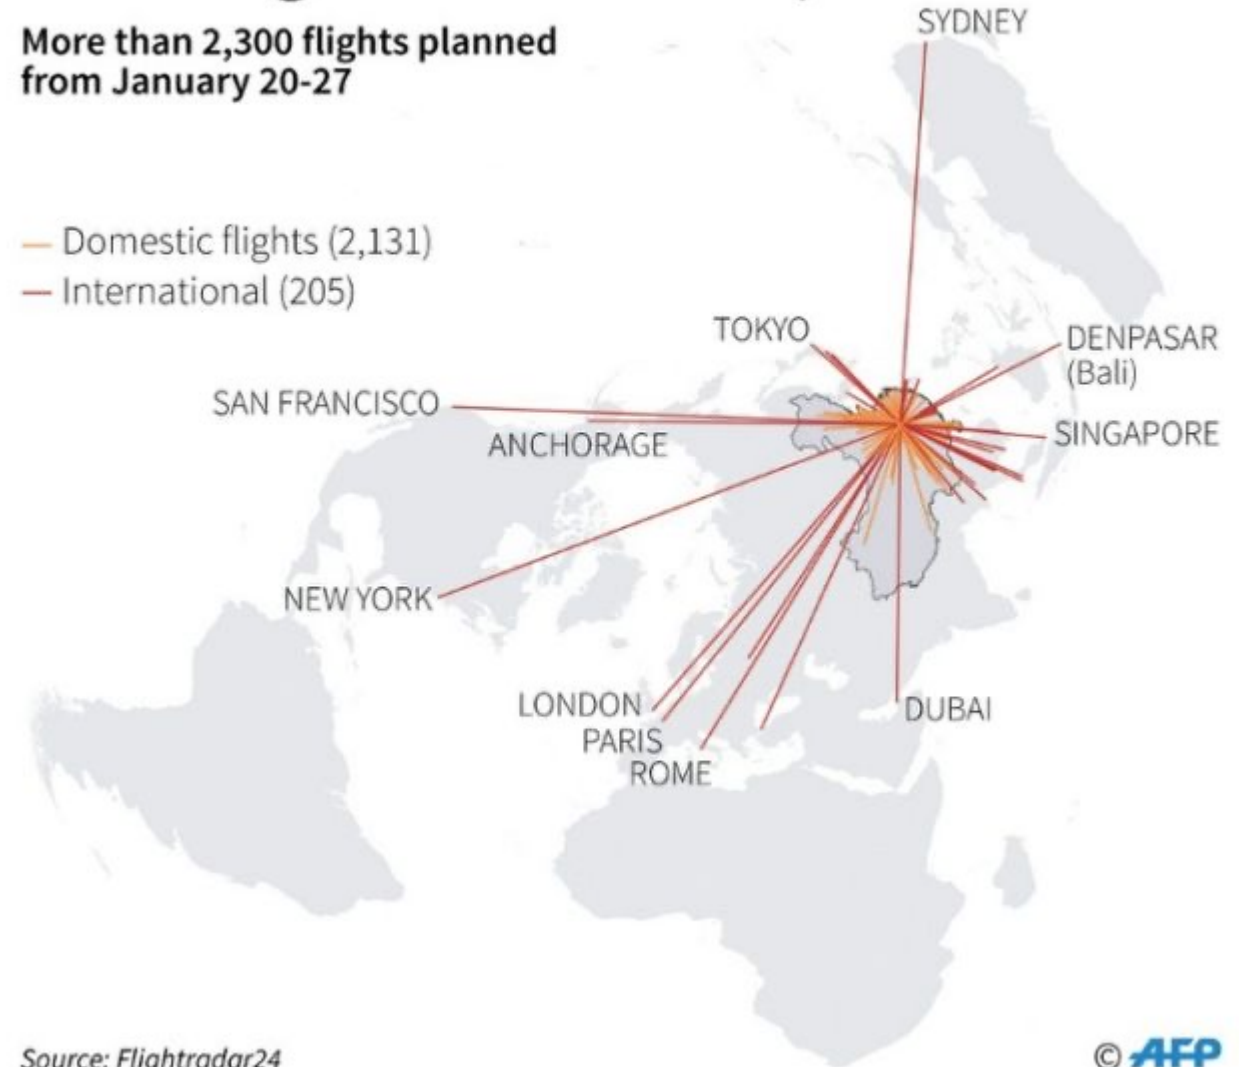 More than 2,300 flights planned
from January 20-27
Domestic flights (2,131)
International (205)
SYDNEY
TOKYO
DENPASAR
(Bali)
SAN FRANCISCO
ANCHORAGE
SINGAPORE
NEW YORK
LONDON
PARIS
ROME
DUBAI
Source: Flightradar24
© AFP